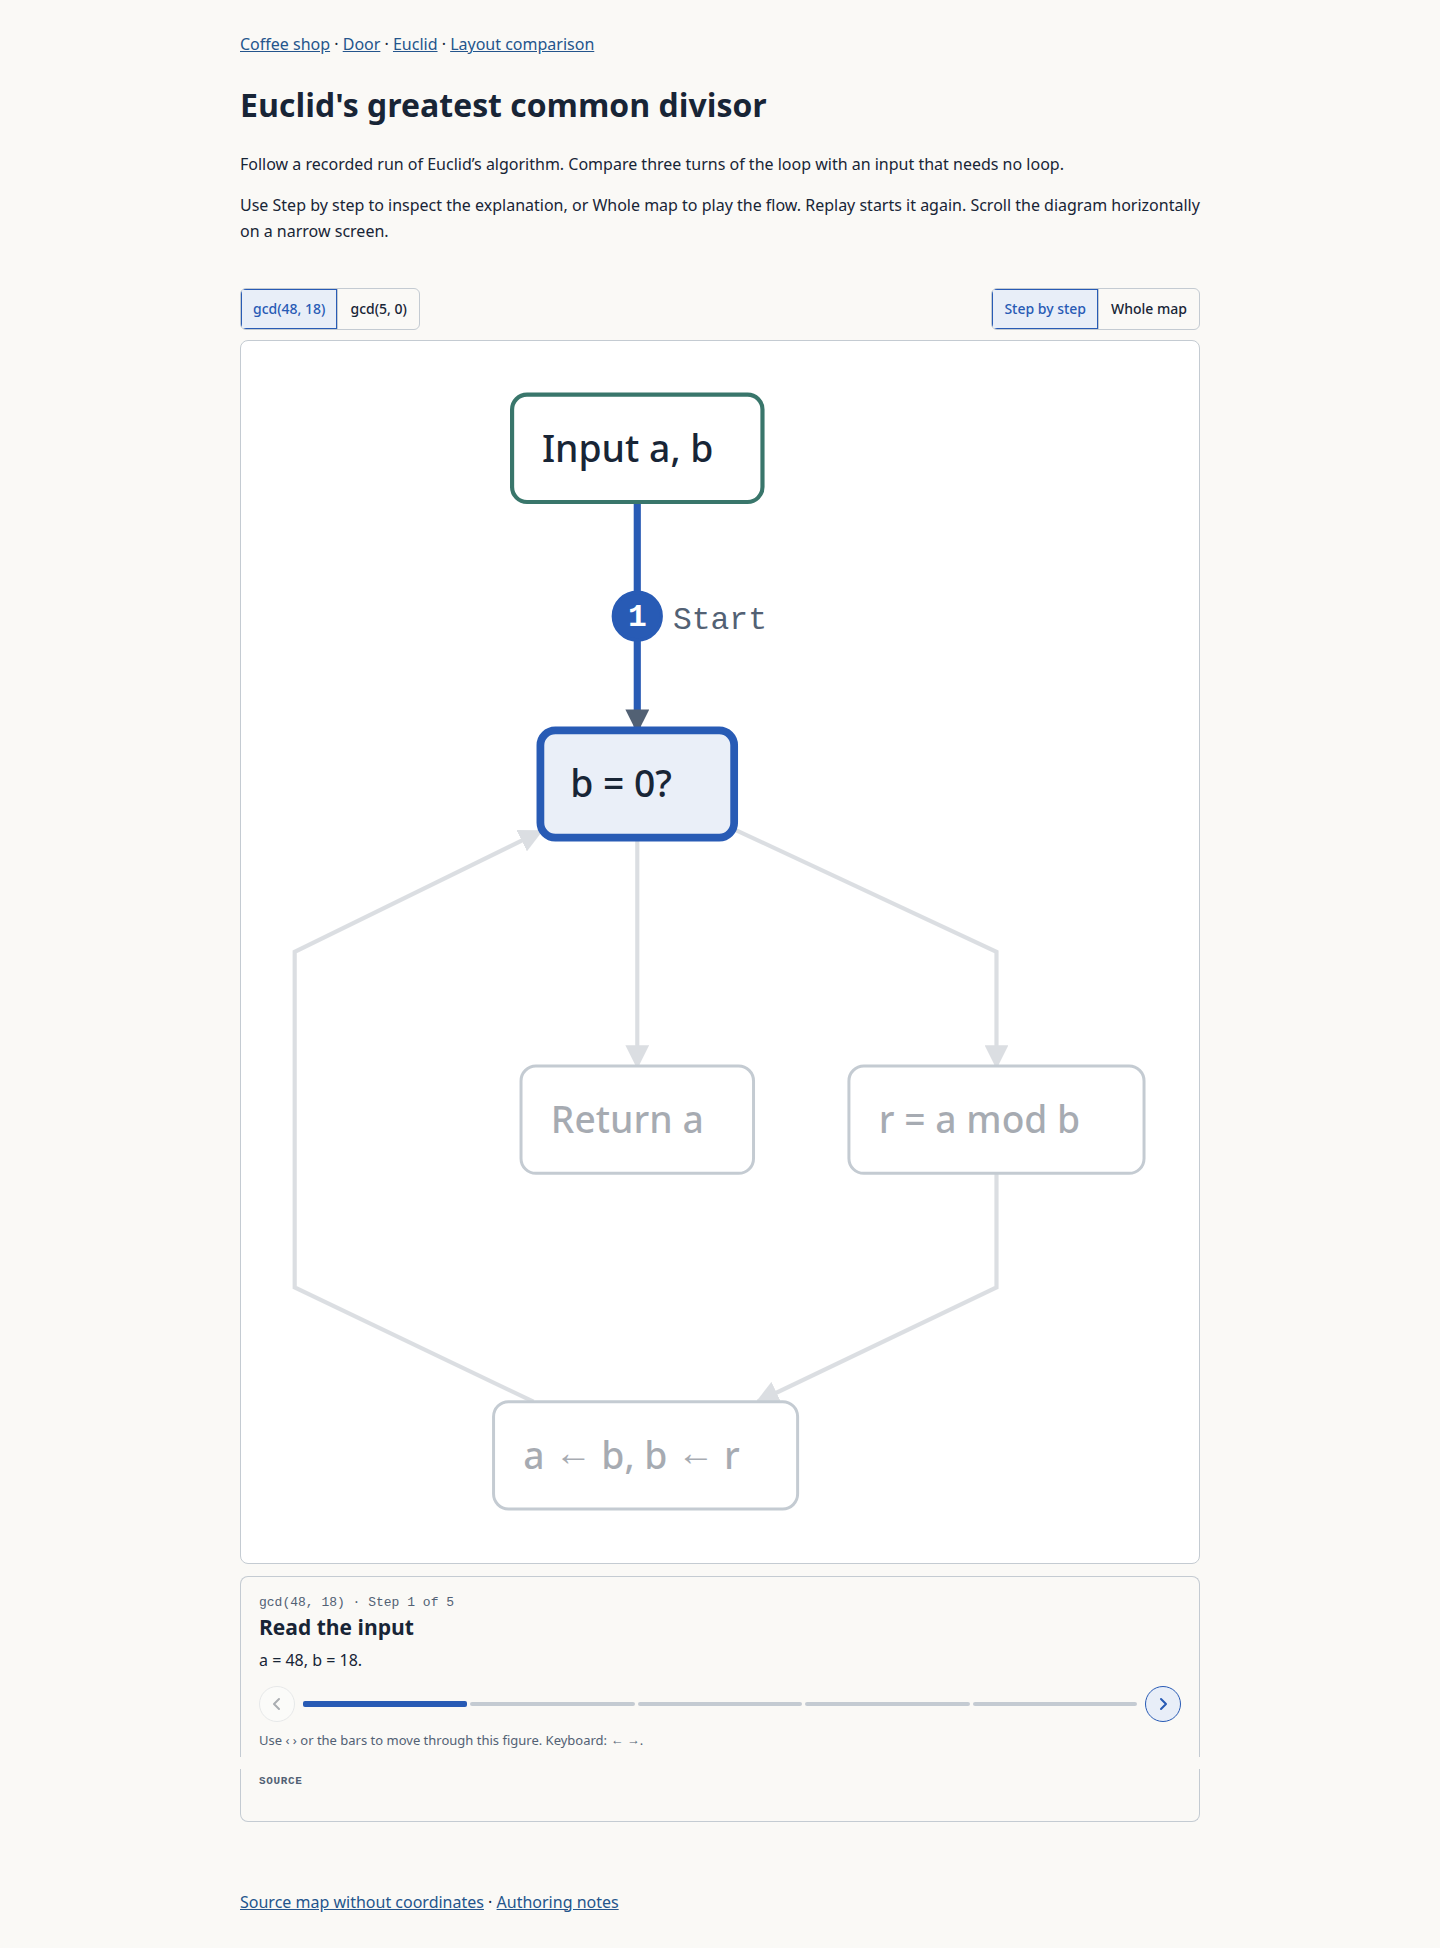 Coffee shop · Door · Euclid · Layout comparison
Euclid's greatest common divisor
Follow a recorded run of Euclid’s algorithm. Compare three turns of the loop with an input that needs no loop.
Use Step by step to inspect the explanation, or Whole map to play the flow. Replay starts it again. Scroll the diagram horizontally
on a narrow screen.
gcd(48, 18) gcd(5, 0) Step by step Whole map
Input a, b
1 Start
b = 0?
Return a r = a mod b
a ← b, b ← r
gcd(48, 18) · Step 1 of 5
Read the input
a = 48, b = 18.
Use ‹ › or the bars to move through this figure. Keyboard: ← →.
SOURCE
Source map without coordinates · Authoring notes